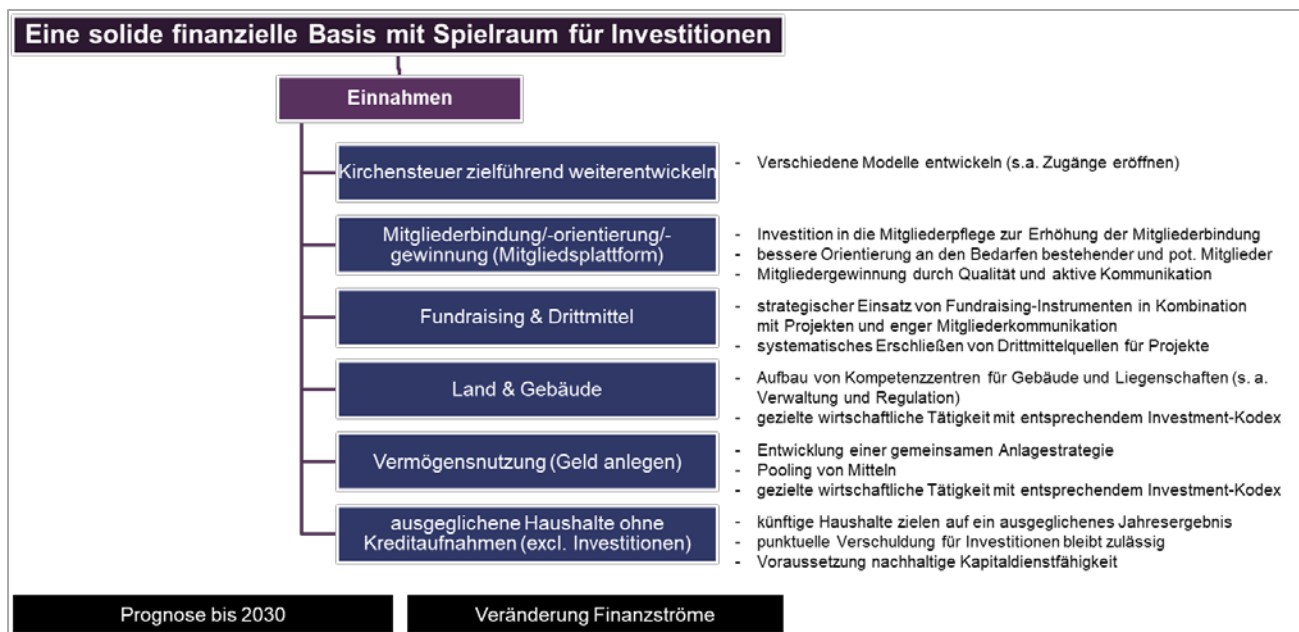 Eine solide finanzielle Basis mit Spielraum für Investitionen
Einnahmen
Kirchensteuer zielführend weiterentwickeln
- Verschiedene Modelle entwickeln (s.a. Zugänge eröffnen)
Mitgliederbindung/-orientierung/-
gewinnung (Mitgliedsplattform)
- Investition in die Mitgliederpflege zur Erhöhung der Mitgliederbindung
- bessere Orientierung an den Bedarfen bestehender und pot. Mitglieder
- Mitgliedergewinnung durch Qualität und aktive Kommunikation
Fundraising & Drittmittel
- strategischer Einsatz von Fundraising-Instrumenten in Kombination
mit Projekten und enger Mitgliederkommunikation
- systematisches Erschließen von Drittmittelquellen für Projekte
Land & Gebäude
- Aufbau von Kompetenzzentren für Gebäude und Liegenschaften (s. a.
Verwaltung und Regulation)
- gezielte wirtschaftliche Tätigkeit mit entsprechendem Investment-Kodex
Vermögensnutzung (Geld anlegen)
- Entwicklung einer gemeinsamen Anlagestrategie
- Pooling von Mitteln
- gezielte wirtschaftliche Tätigkeit mit entsprechendem Investment-Kodex
ausgeglichene Haushalte ohne
Kreditaufnahmen (excl. Investitionen)
- künftige Haushalte zielen auf ein ausgeglichenes Jahresergebnis
- punktuelle Verschuldung für Investitionen bleibt zulässig
- Voraussetzung nachhaltige Kapitaldienstfähigkeit
Prognose bis 2030
Veränderung Finanzströme